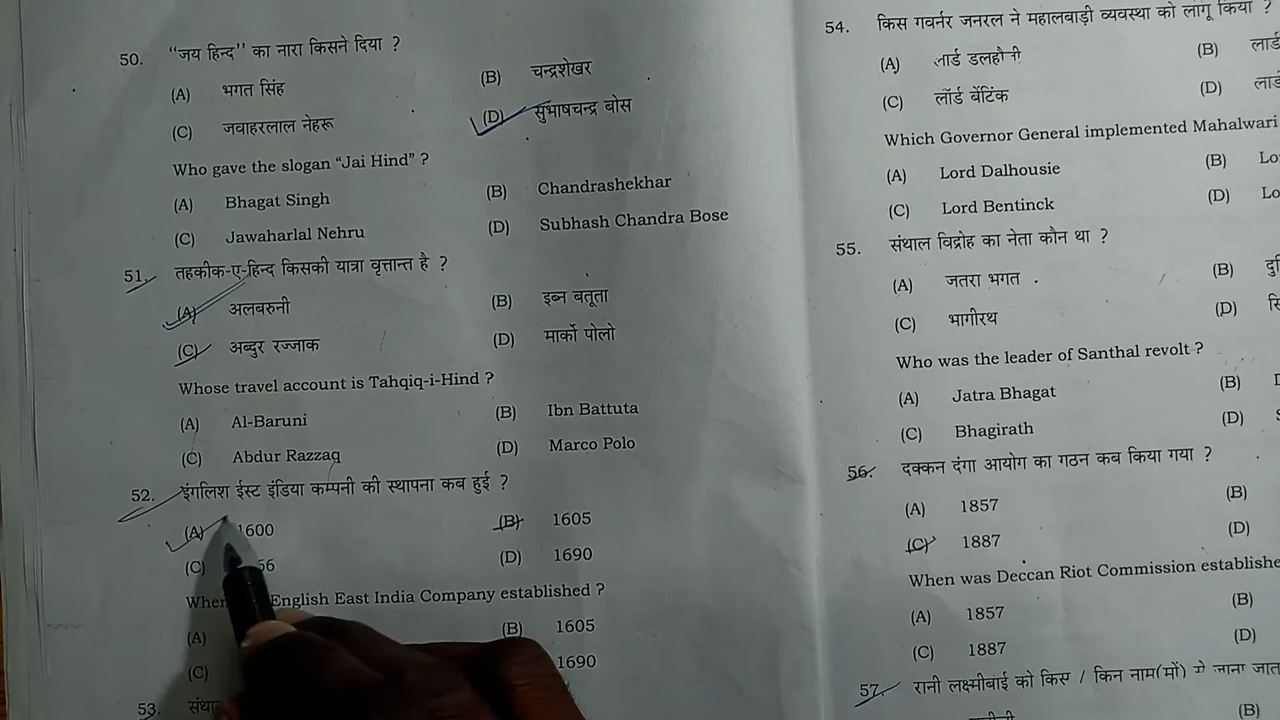 50. "जय हिन्द" का नारा किसने दिया ?
(A) भगत सिंह (B) चन्द्रशेखर
(C) जवाहरलाल नेहरू (D) सुभाषचन्द्र बोस
Who gave the slogan "Jai Hind" ?
(A) Bhagat Singh (B) Chandrashekhar
(C) Jawaharlal Nehru (D) Subhash Chandra Bose
51. तहकीक-ए-हिन्द किसकी यात्रा वृत्तान्त है ?
(A) अलबरुनी (B) इब्न बतूता
(C) अब्दुर रज्जाक (D) मार्को पोलो
Whose travel account is Tahqiq-i-Hind ?
(A) Al-Baruni (B) Ibn Battuta
(C) Abdur Razzaq (D) Marco Polo
52. इंगलिश ईस्ट इंडिया कम्पनी की स्थापना कब हुई ?
(A) 1600 (B) 1605
(C) (D) 1690
English East India Company established ?
(A) (B) 1605
(C) 1690
53.
54. किस गवर्नर जनरल ने महालबाड़ी व्यवस्था को लागू किया ?
(A) लार्ड डलहौजी (B) लार्ड
(C) लॉर्ड बेंटिंक (D)
Which Governor General implemented Mahalwari
(A) Lord Dalhousie (B) Lo
(C) Lord Bentinck (D) Lo
55. संथाल विद्रोह का नेता कौन था ?
(A) जतरा भगत (B)
(C) भागीरथ (D)
Who was the leader of Santhal revolt ?
(A) Jatra Bhagat (B)
(C) Bhagirath (D)
56. दक्कन दंगा आयोग का गठन कब किया गया ?
(A) 1857 (B)
(C) 1887 (D)
When was Deccan Riot Commission establishe
(A) 1857 (B)
(C) 1887 (D)
57. रानी लक्ष्मीबाई को किस / किन नाम(मों) से जाना जात
(B)